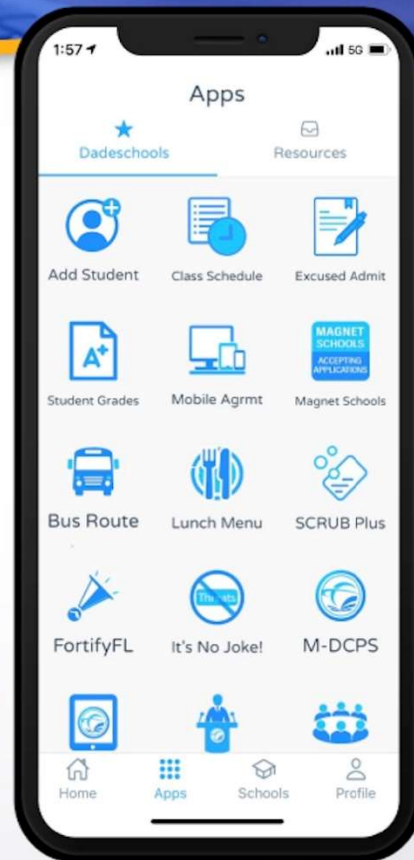 1:57
5G
Apps
Dadeschools
Resources
Add Student
Class Schedule
Excused Admit
A+
MAGNET
SCHOOLS
ACCEPTING
APPLICATIONS
Student Grades
Mobile Agrmt
Magnet Schools
Bus Route
Lunch Menu
SCRUB Plus
Threats
FortifyFL
It's No Joke!
M-DCPS
Home
Apps
Schools
Profile